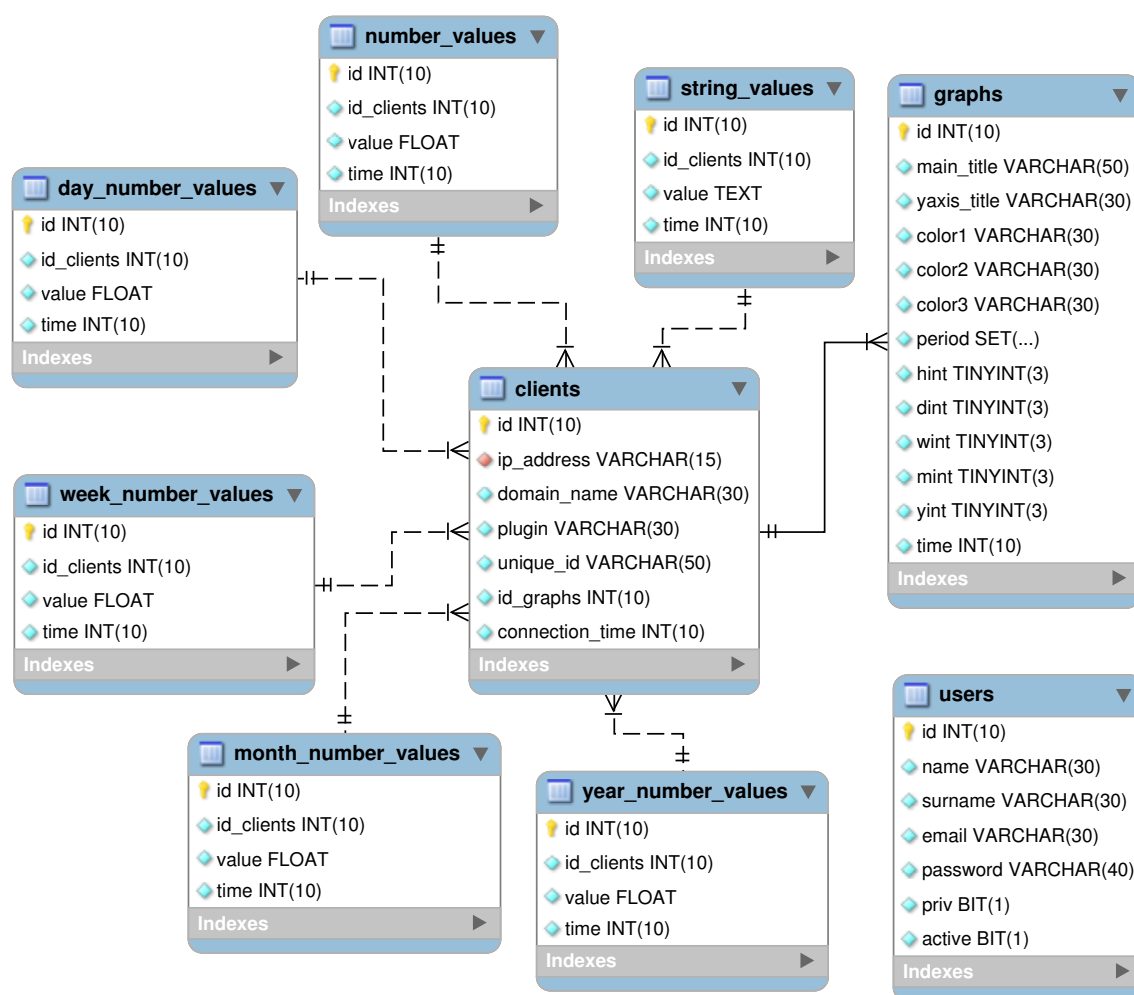 number_values
id INT(10)
id_clients INT(10)
value FLOAT
time INT(10)
Indexes
string_values
id INT(10)
id_clients INT(10)
value TEXT
time INT(10)
Indexes
graphs
id INT(10)
main_title VARCHAR(50)
yaxis_title VARCHAR(30)
color1 VARCHAR(30)
color2 VARCHAR(30)
color3 VARCHAR(30)
period SET(...)
hint TINYINT(3)
dint TINYINT(3)
wint TINYINT(3)
mint TINYINT(3)
yint TINYINT(3)
time INT(10)
Indexes
day_number_values
id INT(10)
id_clients INT(10)
value FLOAT
time INT(10)
Indexes
clients
id INT(10)
ip_address VARCHAR(15)
domain_name VARCHAR(30)
plugin VARCHAR(30)
unique_id VARCHAR(50)
id_graphs INT(10)
connection_time INT(10)
Indexes
week_number_values
id INT(10)
id_clients INT(10)
value FLOAT
time INT(10)
Indexes
month_number_values
id INT(10)
id_clients INT(10)
value FLOAT
time INT(10)
Indexes
year_number_values
id INT(10)
id_clients INT(10)
value FLOAT
time INT(10)
Indexes
users
id INT(10)
name VARCHAR(30)
surname VARCHAR(30)
email VARCHAR(30)
password VARCHAR(40)
priv BIT(1)
active BIT(1)
Indexes